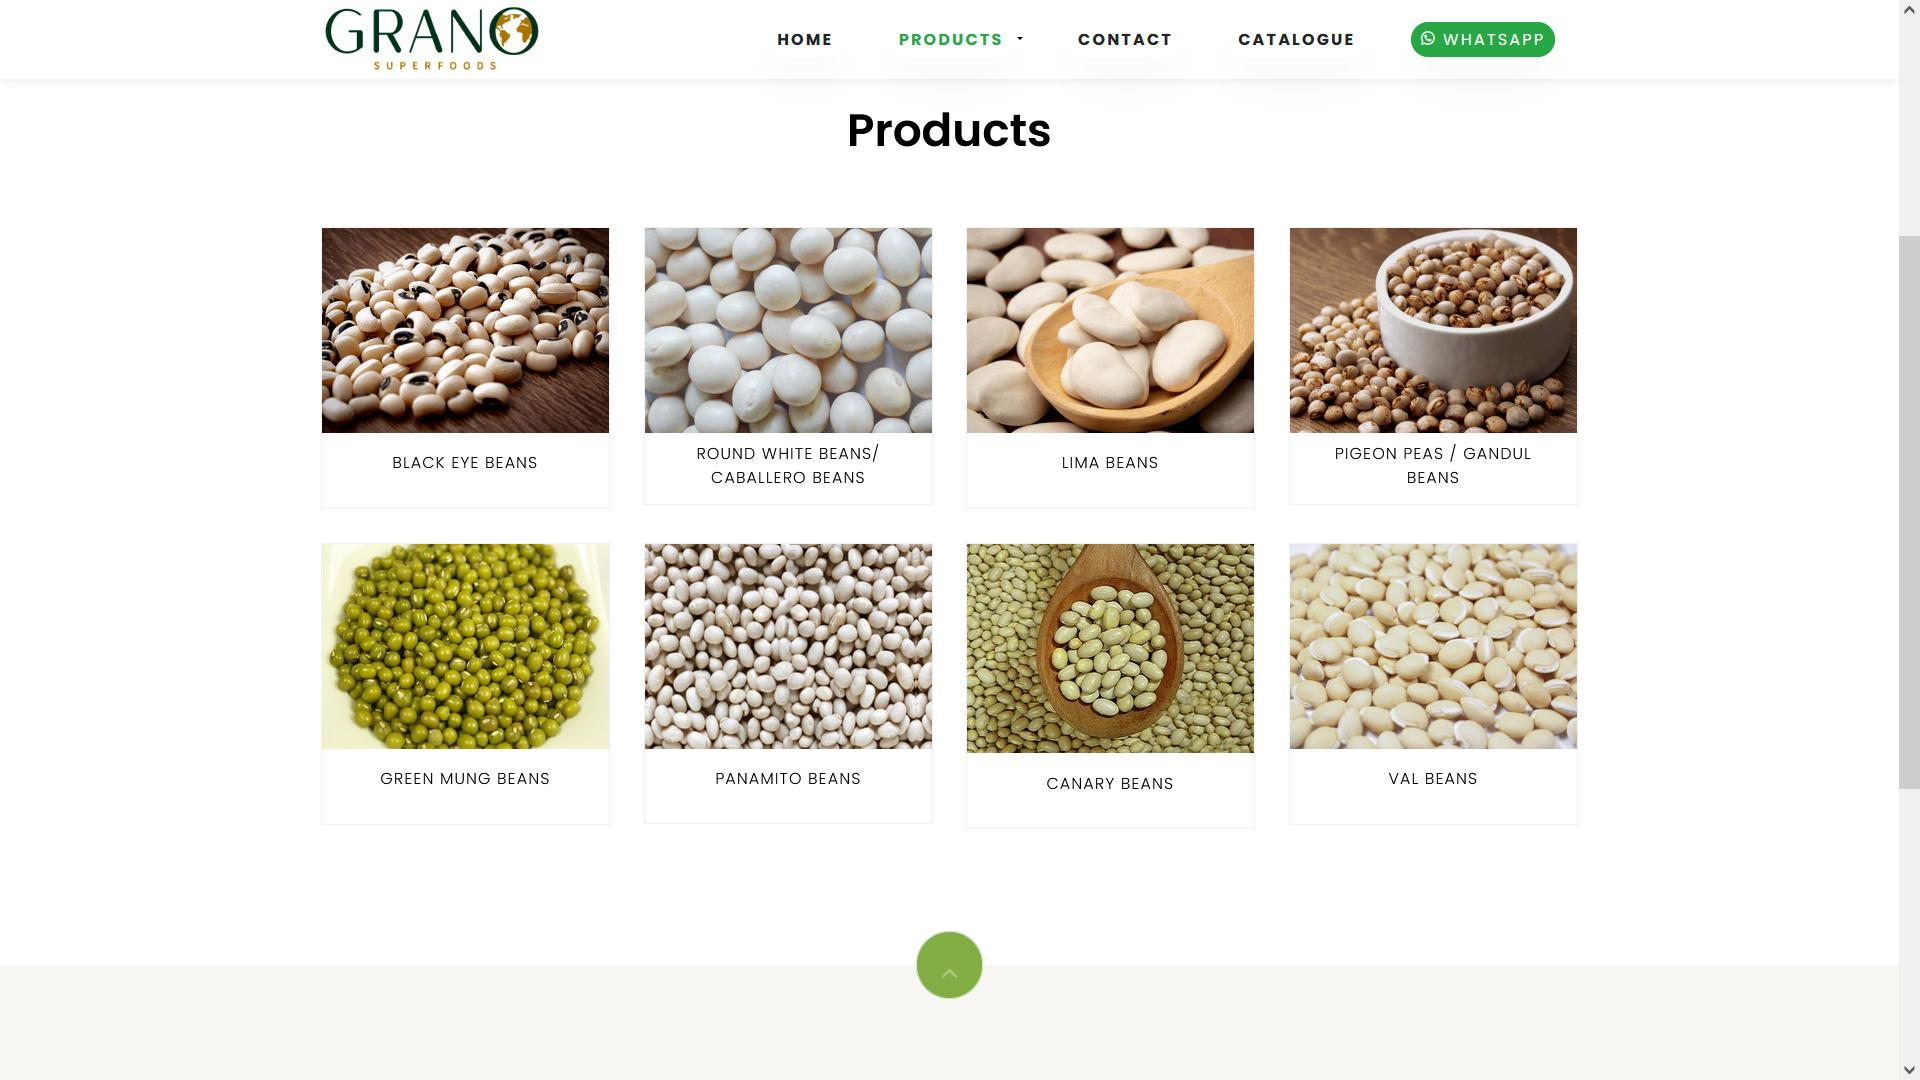 GRANO
SUPERFOODS
HOME
PRODUCTS
CONTACT
CATALOGUE
WHATSAPP
Products
BLACK EYE BEANS
ROUND WHITE BEANS/
CABALLERO BEANS
LIMA BEANS
PIGEON PEAS / GANDUL
BEANS
GREEN MUNG BEANS
PANAMITO BEANS
CANARY BEANS
VAL BEANS